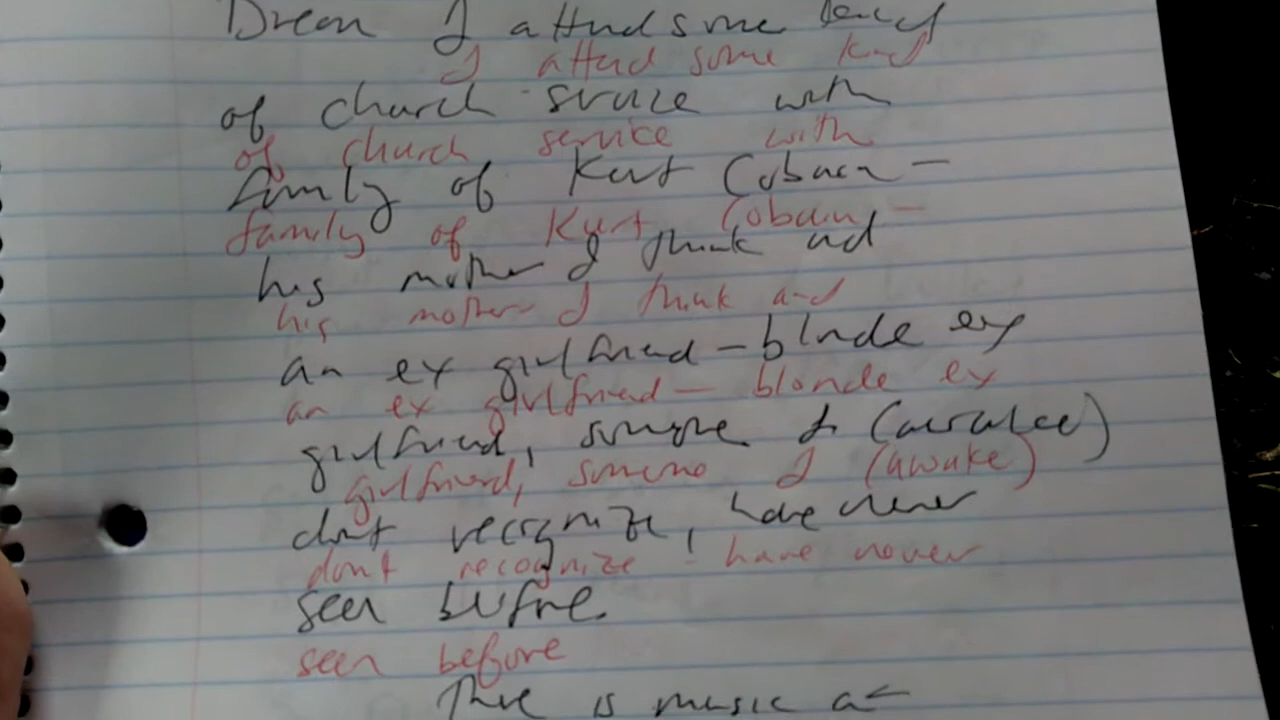 Dream I attend some kind
I attend some kind
of church service with
of church service with
family of Kurt Cobain —
family of Kurt Cobain —
his mother I think and
his mother I think and
an ex girlfriend — blonde ex
an ex girlfriend — blonde ex
girlfriend, someone I (awake)
girlfriend, someone I (awake)
dont recognize, have never
dont recognize, have never
seen before.
seen before
There is music at